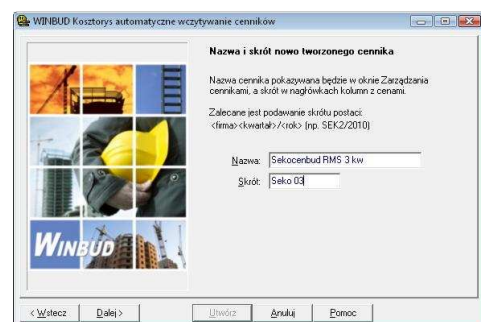 WINBUD Kosztorys automatyczne wczytywanie cenników
Nazwa i skrót nowo tworzonego cennika
Nazwa cennika pokazywana będzie w oknie Zarządzania
cennikami, a skrót w nagłówkach kolumn z cenami.
Zalecane jest podawanie skrótu postaci:
<firma><kwartał>/<rok> (np. SEK2/2010)
Nazwa: Sekocenbud RMS 3 kw
Skrót: Seko 03
WINBUD
< Wstecz Dalej > Utwórz Anuluj Pomoc